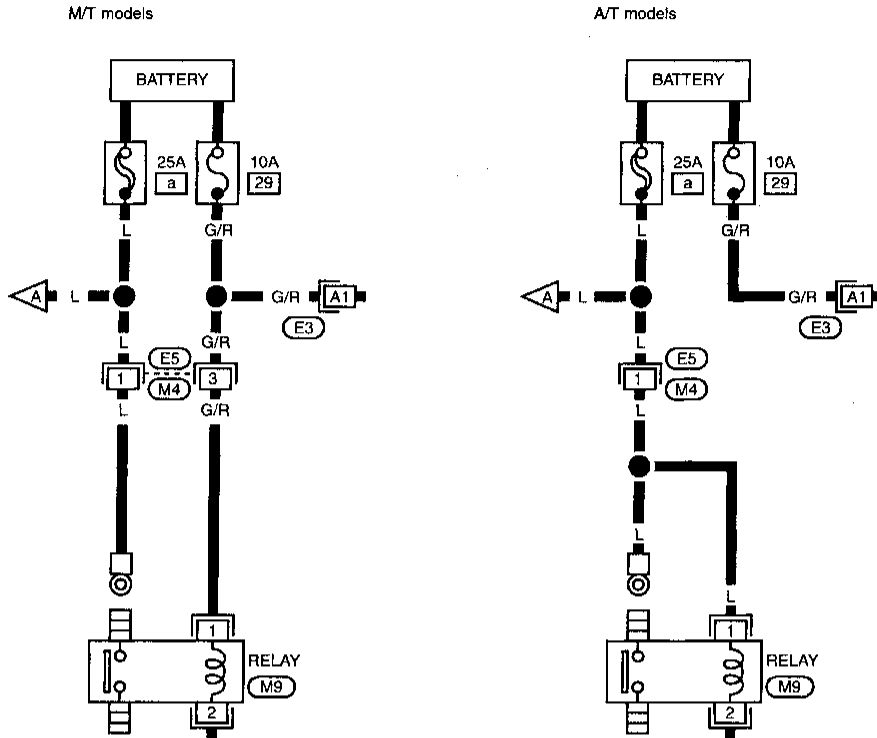 M/T models
A/T models
BATTERY
BATTERY
25A
a
10A
29
25A
a
10A
29
L
G/R
L
G/R
A
L
G/R
A1
E3
A
L
G/R
A1
E3
L
G/R
L
1
E5
M4
3
1
E5
M4
L
G/R
L
L
1
1
RELAY
M9
RELAY
M9
2
2